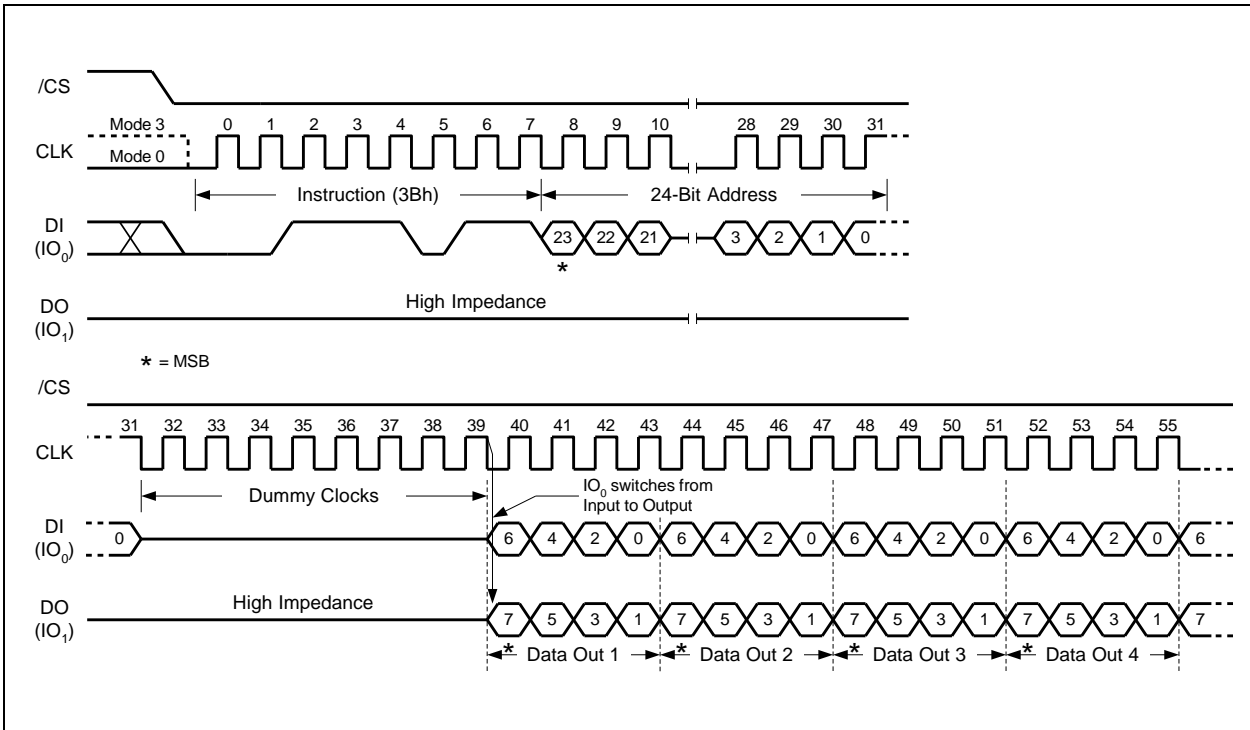 /CS
Mode 3 0 1 2 3 4 5 6 7 8 9 10 28 29 30 31
CLK
Mode 0
Instruction (3Bh) 24-Bit Address
DI
(IO0) 23 22 21 3 2 1 0
*
High Impedance
DO
(IO1)
* = MSB
/CS
31 32 33 34 35 36 37 38 39 40 41 42 43 44 45 46 47 48 49 50 51 52 53 54 55
CLK
Dummy Clocks
IO0 switches from
Input to Output
DI
(IO0) 0 6 4 2 0 6 4 2 0 6 4 2 0 6 4 2 0 6
High Impedance
DO
(IO1) 7 5 3 1 7 5 3 1 7 5 3 1 7 5 3 1 7
* Data Out 1 * Data Out 2 * Data Out 3 * Data Out 4